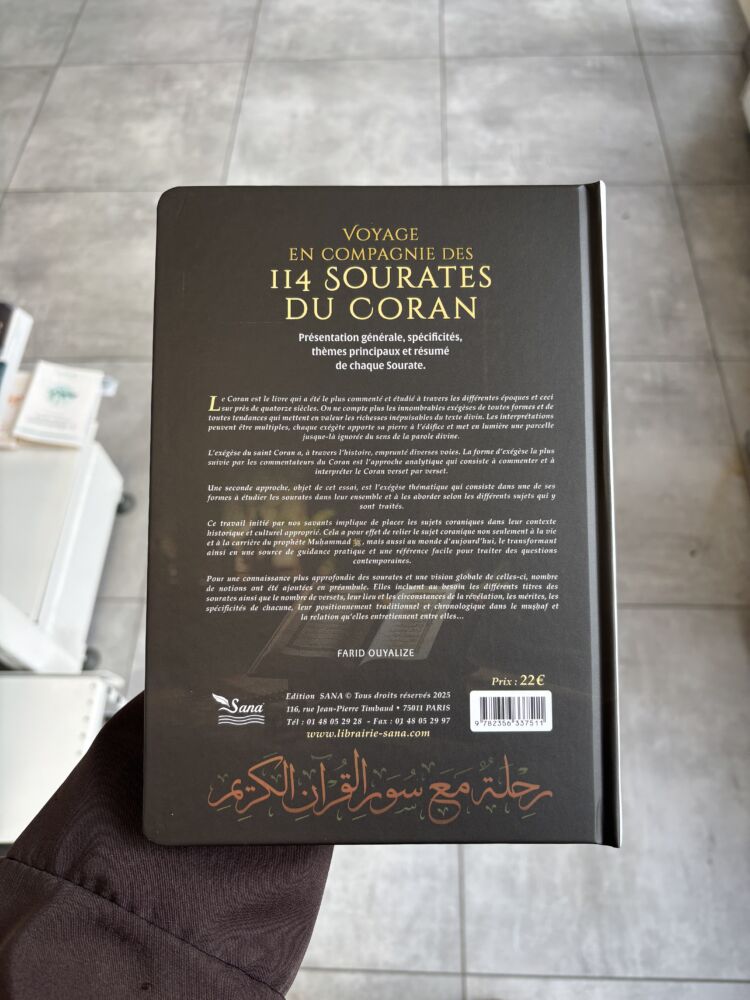 VOYAGE
EN COMPAGNIE DES
114 SOURATES
DU CORAN
Présentation générale, spécificités,
thèmes principaux et résumé
de chaque Sourate.
Le Coran est le livre qui a été le plus commenté et étudié à travers les différentes époques et ceci
sur près de quatorze siècles. On ne compte plus les innombrables exégèses de toutes formes et de
toutes tendances qui mettent en valeur les richesses inépuisables du texte divin. Les interprétations
peuvent être multiples, chaque exégète apporte sa pierre à l'édifice et met en lumière une parcelle
jusque-là ignorée du sens de la parole divine.
L'exégèse du saint Coran a, à travers l'histoire, emprunté diverses voies. La forme d'exégèse la plus
suivie par les commentateurs du Coran est l'approche analytique qui consiste à commenter et à
interpréter le Coran verset par verset.
Une seconde approche, objet de cet essai, est l'exégèse thématique qui consiste dans une de ses
formes à étudier les sourates dans leur ensemble et à les aborder selon les différents sujets qui y
sont traités.
Ce travail initié par nos savants implique de placer les sujets coraniques dans leur contexte
historique et culturel approprié. Cela a pour effet de relier le sujet coranique non seulement à la vie
et à la carrière du prophète Muhammad ﷺ, mais aussi au monde d'aujourd'hui, le transformant
ainsi en une source de guidance pratique et une référence facile pour traiter des questions
contemporaines.
Pour une connaissance plus approfondie des sourates et une vision globale de celles-ci, nombre
de notions ont été ajoutées en préambule. Elles incluent au besoin les différents titres des
sourates ainsi que le nombre de versets, leur lieu et les circonstances de la révélation, les mérites, les
spécificités de chacune, leur positionnement traditionnel et chronologique dans le muṣḥaf et
la relation qu'elles entretiennent entre elles...
FARID OUYALIZE
Prix : 22 €
Sana
Edition SANA © Tous droits réservés 2025
116, rue Jean-Pierre Timbaud • 75011 PARIS
Tél : 01 48 05 29 28 - Fax : 01 48 05 29 97
www.librairie-sana.com
9 782356 337511
رحلة مع سور القرآن الكريم